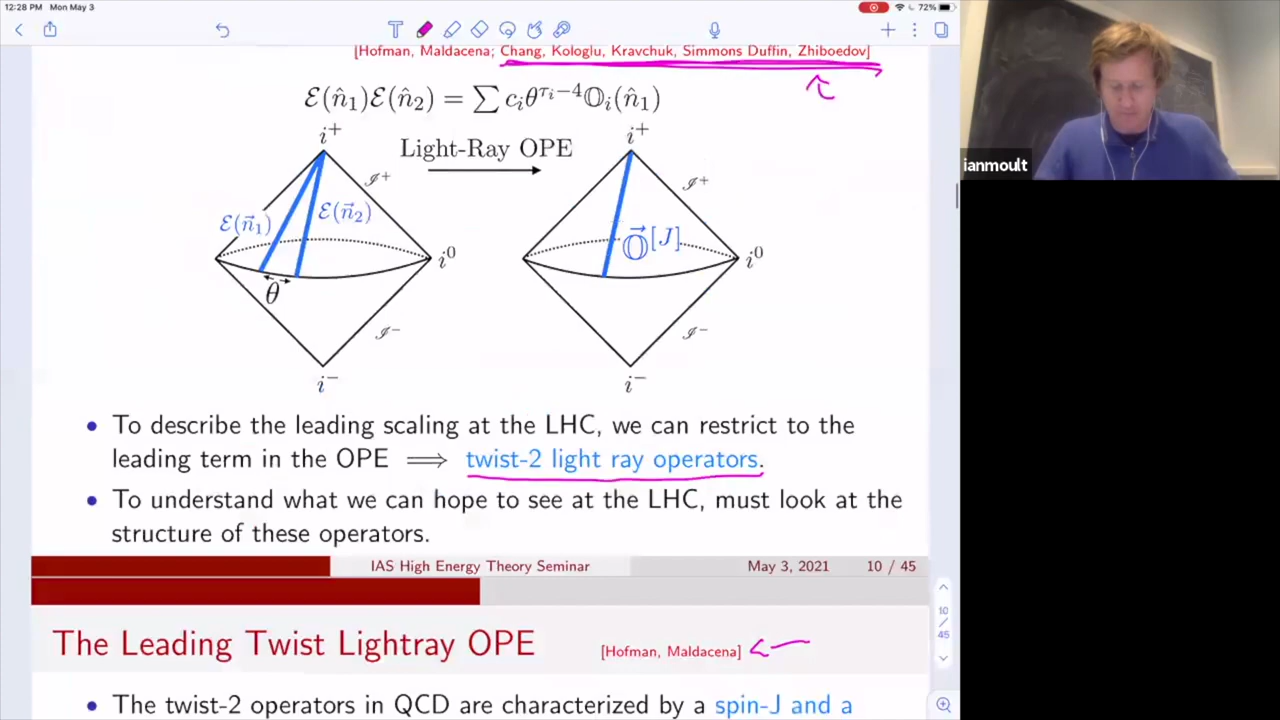 12:28 PM Mon May 3
72%
[Hofman, Maldacena; Chang, Kologlu, Kravchuk, Simmons Duffin, Zhiboedov]
ℰ(n̂₁)ℰ(n̂₂) = ∑ cᵢθ^{τᵢ−4}𝕆ᵢ(n̂₁)
i⁺
Light-Ray OPE
i⁺
ℐ⁺
ℐ⁺
ℰ(n⃗₁)
ℰ(n⃗₂)
𝕆⃗^{[J]}
i⁰
i⁰
θ
ℐ⁻
ℐ⁻
i⁻
i⁻
• To describe the leading scaling at the LHC, we can restrict to the
leading term in the OPE ⟹ twist-2 light ray operators.
• To understand what we can hope to see at the LHC, must look at the
structure of these operators.
IAS High Energy Theory Seminar May 3, 2021 10 / 45
The Leading Twist Lightray OPE [Hofman, Maldacena]
• The twist-2 operators in QCD are characterized by a spin-J and a
10
/
45
ianmoult